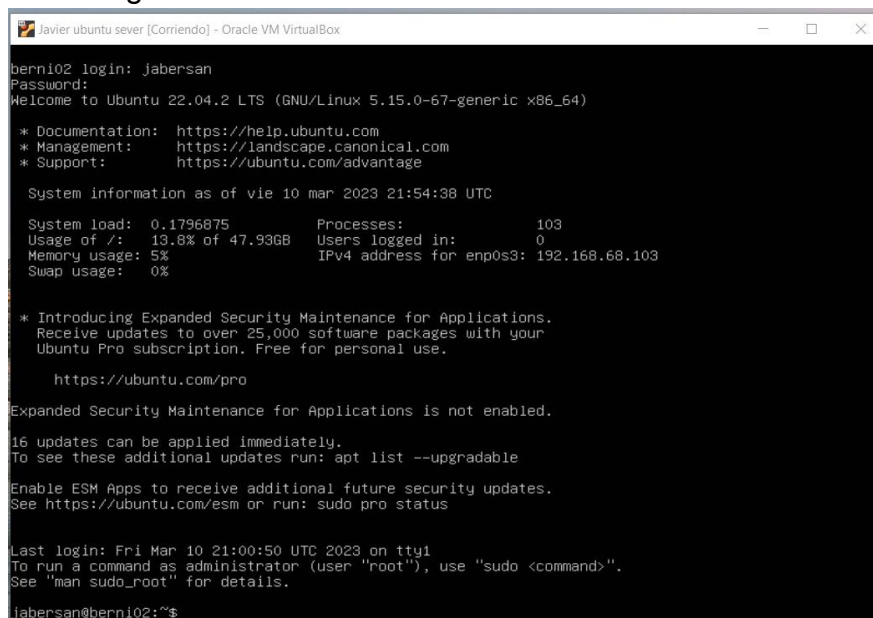 Javier ubuntu sever [Corriendo] - Oracle VM VirtualBox
berni02 login: jabersan
Password:
Welcome to Ubuntu 22.04.2 LTS (GNU/Linux 5.15.0-67-generic x86_64)
* Documentation: https://help.ubuntu.com
* Management: https://landscape.canonical.com
* Support: https://ubuntu.com/advantage
System information as of vie 10 mar 2023 21:54:38 UTC
System load: 0.1796875 Processes: 103
Usage of /: 13.8% of 47.93GB Users logged in: 0
Memory usage: 5% IPv4 address for enp0s3: 192.168.68.103
Swap usage: 0%
* Introducing Expanded Security Maintenance for Applications.
Receive updates to over 25,000 software packages with your
Ubuntu Pro subscription. Free for personal use.
https://ubuntu.com/pro
Expanded Security Maintenance for Applications is not enabled.
16 updates can be applied immediately.
To see these additional updates run: apt list --upgradable
Enable ESM Apps to receive additional future security updates.
See https://ubuntu.com/esm or run: sudo pro status
Last login: Fri Mar 10 21:00:50 UTC 2023 on tty1
To run a command as administrator (user "root"), use "sudo <command>".
See "man sudo_root" for details.
jabersan@berni02:~$